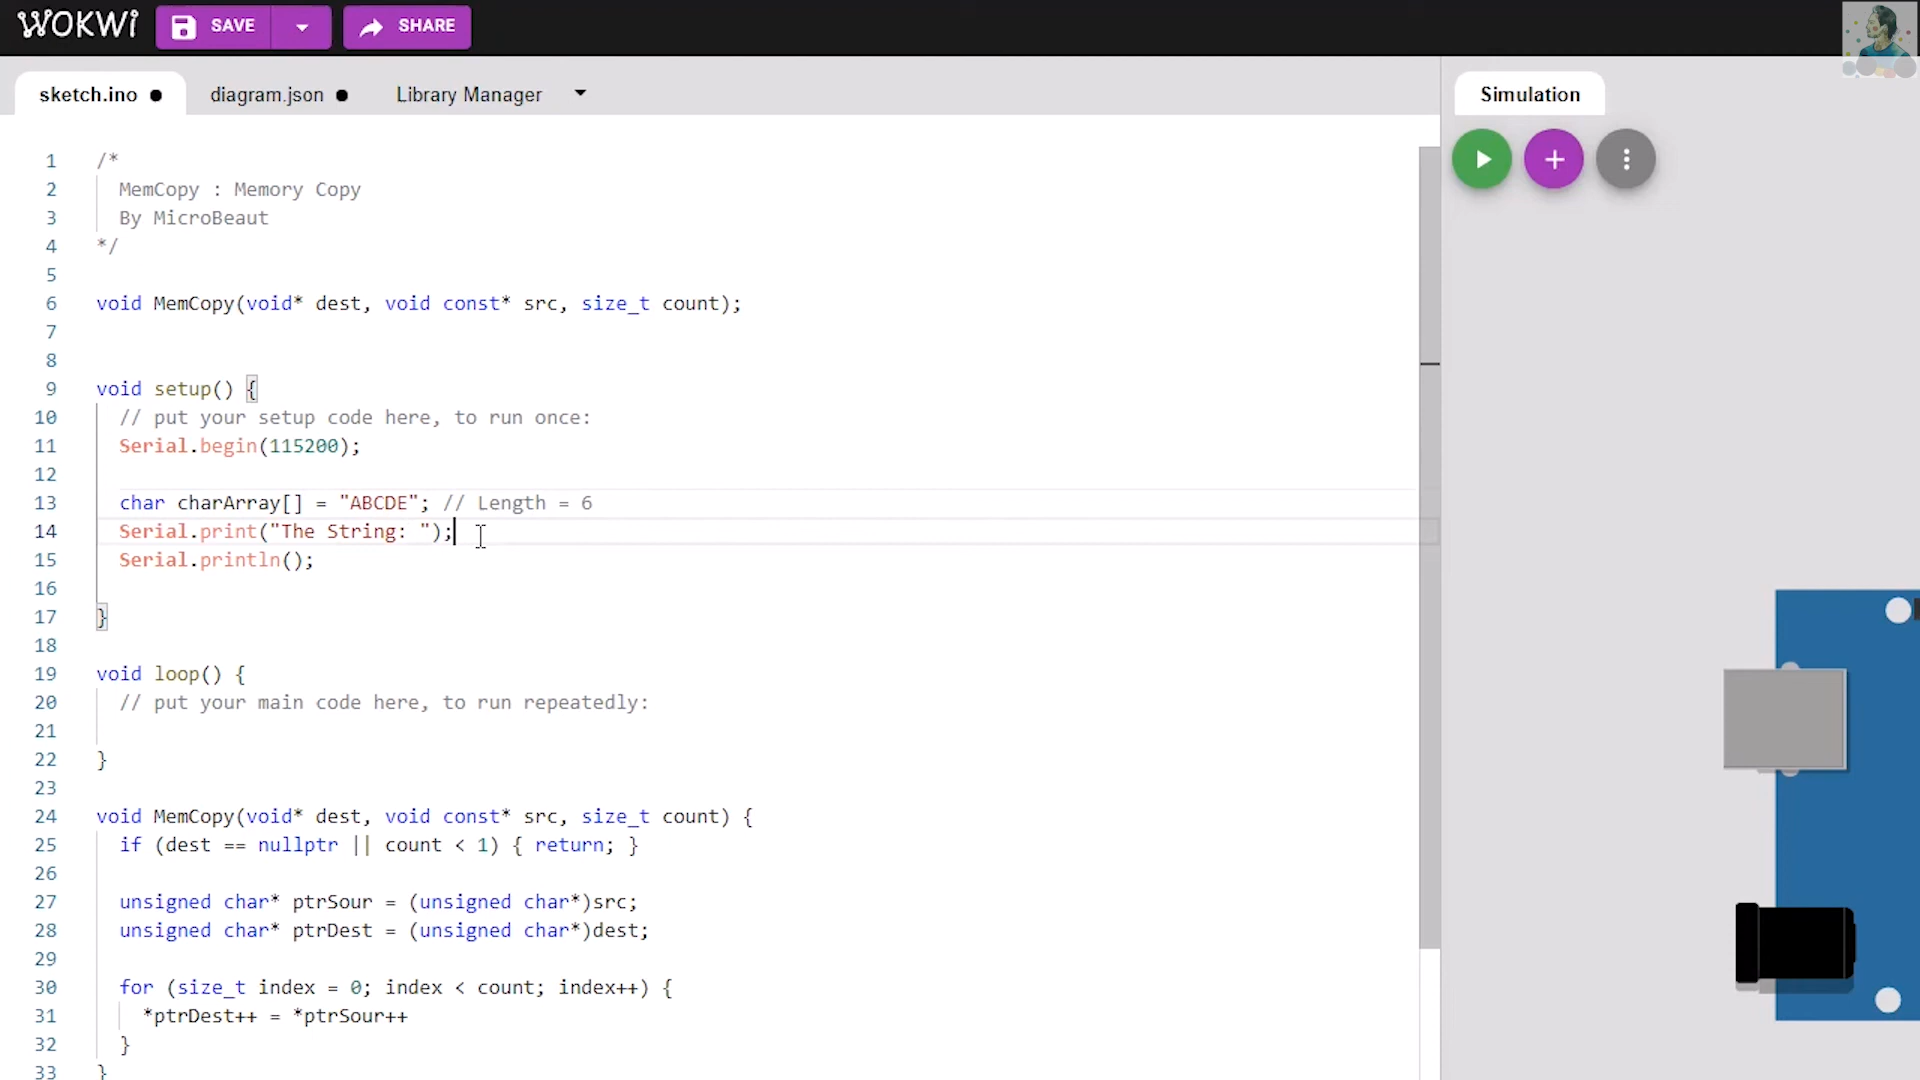 WOKWI SAVE SHARE
sketch.ino ● diagram.json ● Library Manager Simulation
1 /*
2 MemCopy : Memory Copy
3 By MicroBeaut
4 */
5
6 void MemCopy(void* dest, void const* src, size_t count);
7
8
9 void setup() {
10 // put your setup code here, to run once:
11 Serial.begin(115200);
12
13 char charArray[] = "ABCDE"; // Length = 6
14 Serial.print("The String: ");
15 Serial.println();
16
17 }
18
19 void loop() {
20 // put your main code here, to run repeatedly:
21
22 }
23
24 void MemCopy(void* dest, void const* src, size_t count) {
25 if (dest == nullptr || count < 1) { return; }
26
27 unsigned char* ptrSour = (unsigned char*)src;
28 unsigned char* ptrDest = (unsigned char*)dest;
29
30 for (size_t index = 0; index < count; index++) {
31 *ptrDest++ = *ptrSour++
32 }
33 }